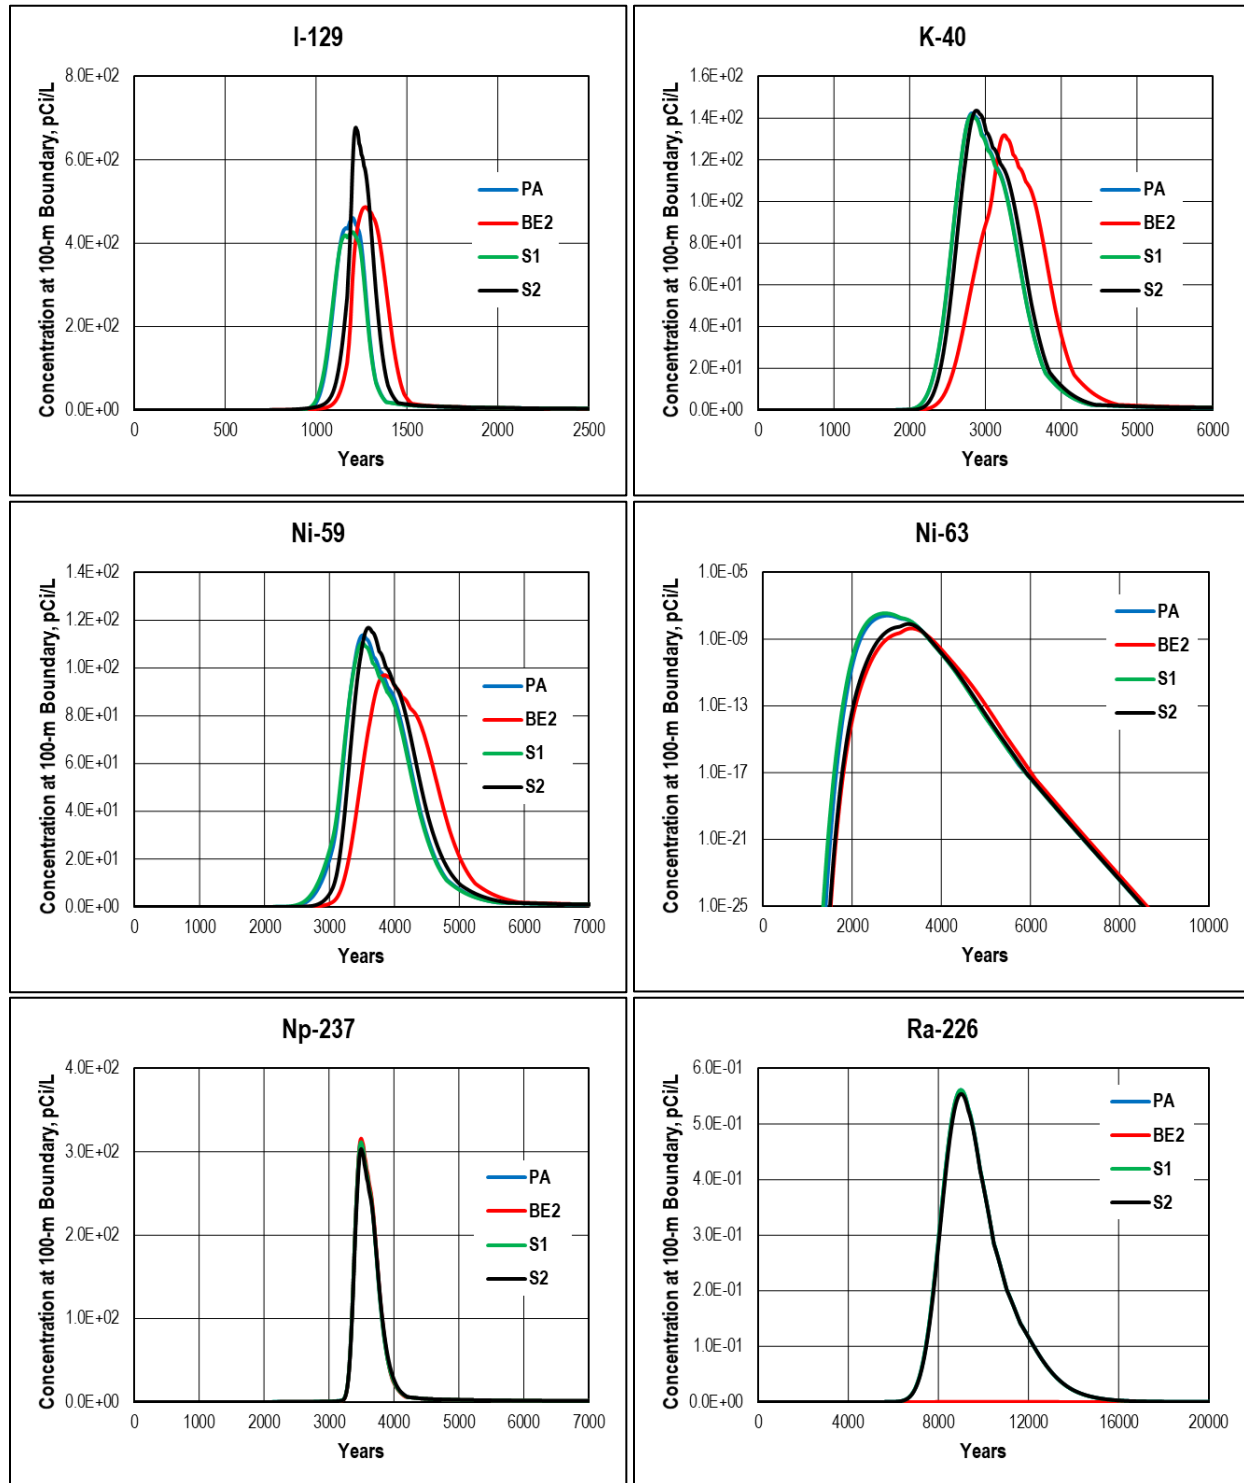 I-129
Concentration at 100-m Boundary, pCi/L
8.0E+02
6.0E+02
4.0E+02
2.0E+02
0.0E+00
0 500 1000 1500 2000 2500
Years
PA
BE2
S1
S2
K-40
Concentration at 100-m Boundary, pCi/L
1.6E+02
1.4E+02
1.2E+02
1.0E+02
8.0E+01
6.0E+01
4.0E+01
2.0E+01
0.0E+00
0 1000 2000 3000 4000 5000 6000
Years
PA
BE2
S1
S2
Ni-59
Concentration at 100-m Boundary, pCi/L
1.4E+02
1.2E+02
1.0E+02
8.0E+01
6.0E+01
4.0E+01
2.0E+01
0.0E+00
0 1000 2000 3000 4000 5000 6000 7000
Years
PA
BE2
S1
S2
Ni-63
Concentration at 100-m Boundary, pCi/L
1.0E-05
1.0E-09
1.0E-13
1.0E-17
1.0E-21
1.0E-25
0 2000 4000 6000 8000 10000
Years
PA
BE2
S1
S2
Np-237
Concentration at 100-m Boundary, pCi/L
4.0E+02
3.0E+02
2.0E+02
1.0E+02
0.0E+00
0 1000 2000 3000 4000 5000 6000 7000
Years
PA
BE2
S1
S2
Ra-226
Concentration at 100-m Boundary, pCi/L
6.0E-01
5.0E-01
4.0E-01
3.0E-01
2.0E-01
1.0E-01
0.0E+00
0 4000 8000 12000 16000 20000
Years
PA
BE2
S1
S2